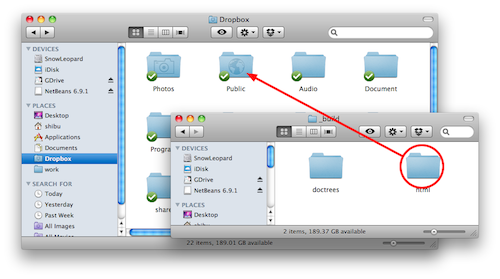 Dropbox
DEVICES
SnowLeopard
iDisk
GDrive
NetBeans 6.9.1
PLACES
Desktop
shibu
Applications
Documents
Dropbox
work
SEARCH FOR
Today
Yesterday
Past Week
All Images
All Movies
Photos
Public
Audio
Document
Progra
share
22 items, 189.01 GB available
_build
DEVICES
SnowLeopard
iDisk
GDrive
NetBeans 6.9.1
PLACES
Desktop
doctrees
html
2 items, 189.37 GB available